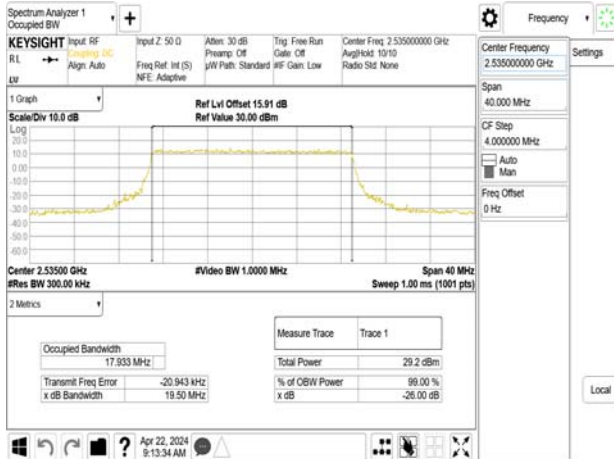 Spectrum Analyzer 1
Occupied BW
Frequency
KEYSIGHT Input: RF
Coupling: DC
Align: Auto
RL
LXI
Input Z: 50 Ω
Freq Ref: Int (S)
NFE: Adaptive
Atten: 30 dB
Preamp: Off
µW Path: Standard
Trig: Free Run
Gate: Off
#IF Gain: Low
Center Freq: 2.535000000 GHz
Avg|Hold: 10/10
Radio Std: None
Center Frequency
2.535000000 GHz
Settings
Span
40.000 MHz
CF Step
4.000000 MHz
Auto
Man
Freq Offset
0 Hz
Local
1 Graph
Scale/Div 10.0 dB
Ref Lvl Offset 15.91 dB
Ref Value 30.00 dBm
Log
20.0
10.0
0.00
-10.0
-20.0
-30.0
-40.0
-50.0
-60.0
Center 2.53500 GHz
#Res BW 300.00 kHz
#Video BW 1.0000 MHz
Span 40 MHz
Sweep 1.00 ms (1001 pts)
2 Metrics
Measure Trace Trace 1
Occupied Bandwidth
17.933 MHz
Total Power 29.2 dBm
Transmit Freq Error -20.943 kHz
% of OBW Power 99.00 %
x dB Bandwidth 19.50 MHz
x dB -26.00 dB
Apr 22, 2024
9:13:34 AM